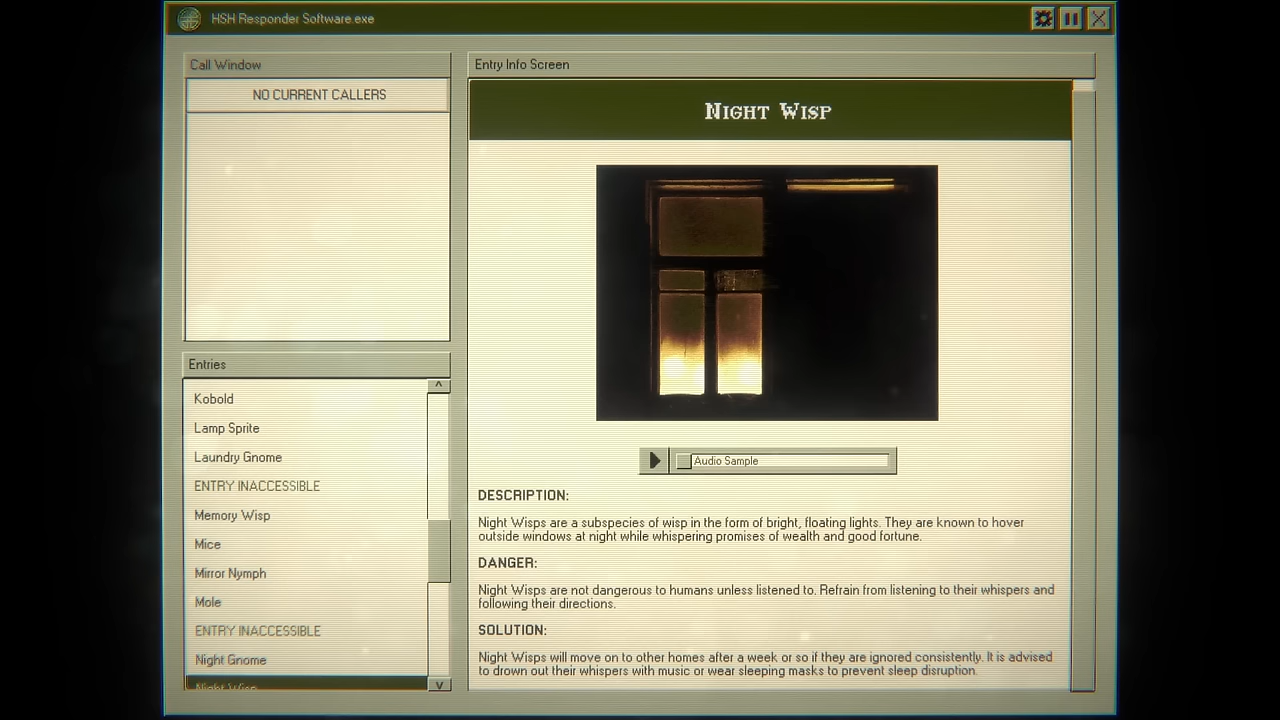 HSH Responder Software.exe
Call Window
NO CURRENT CALLERS
Entries
Kobold
Lamp Sprite
Laundry Gnome
ENTRY INACCESSIBLE
Memory Wisp
Mice
Mirror Nymph
Mole
ENTRY INACCESSIBLE
Night Gnome
Night Wisp
Entry Info Screen
Night Wisp
Audio Sample
DESCRIPTION:
Night Wisps are a subspecies of wisp in the form of bright, floating lights. They are known to hover
outside windows at night while whispering promises of wealth and good fortune.
DANGER:
Night Wisps are not dangerous to humans unless listened to. Refrain from listening to their whispers and
following their directions.
SOLUTION:
Night Wisps will move on to other homes after a week or so if they are ignored consistently. It is advised
to drown out their whispers with music or wear sleeping masks to prevent sleep disruption.